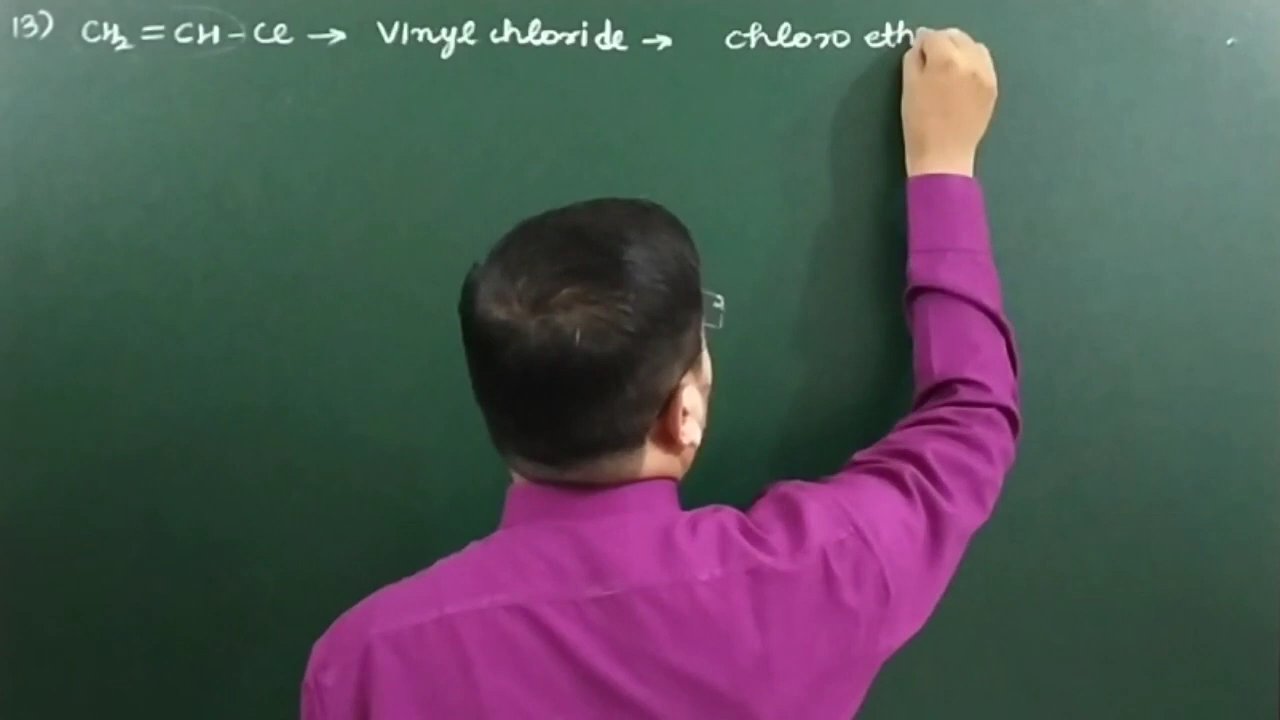 13) CH₂ = CH - Cl → Vinyl chloride → chloro eth